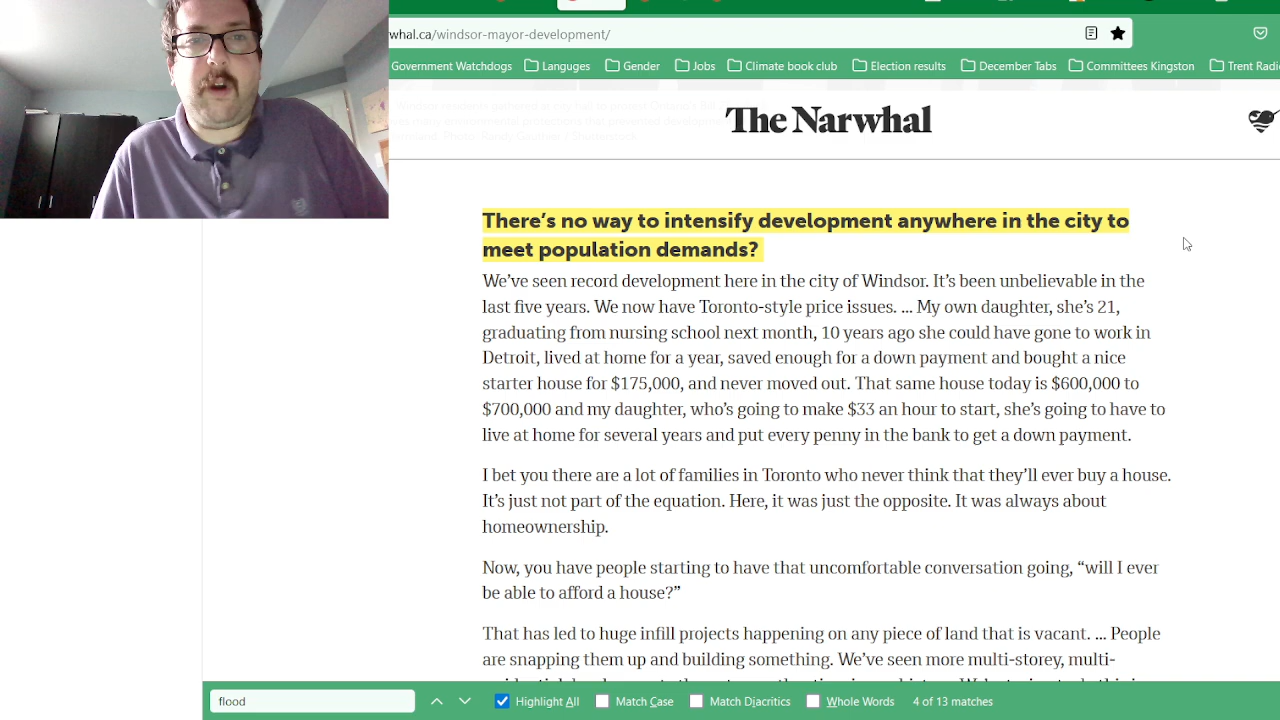 whal.ca/windsor-mayor-development/
Government Watchdogs Languges Gender Jobs Climate book club Election results December Tabs Committees Kingston Trent Radi
The Narwhal
There's no way to intensify development anywhere in the city to
meet population demands?
We've seen record development here in the city of Windsor. It's been unbelievable in the
last five years. We now have Toronto-style price issues. ... My own daughter, she's 21,
graduating from nursing school next month, 10 years ago she could have gone to work in
Detroit, lived at home for a year, saved enough for a down payment and bought a nice
starter house for $175,000, and never moved out. That same house today is $600,000 to
$700,000 and my daughter, who's going to make $33 an hour to start, she's going to have to
live at home for several years and put every penny in the bank to get a down payment.
I bet you there are a lot of families in Toronto who never think that they'll ever buy a house.
It's just not part of the equation. Here, it was just the opposite. It was always about
homeownership.
Now, you have people starting to have that uncomfortable conversation going, “will I ever
be able to afford a house?”
That has led to huge infill projects happening on any piece of land that is vacant. ... People
are snapping them up and building something. We've seen more multi-storey, multi-
flood Highlight All Match Case Match Diacritics Whole Words 4 of 13 matches